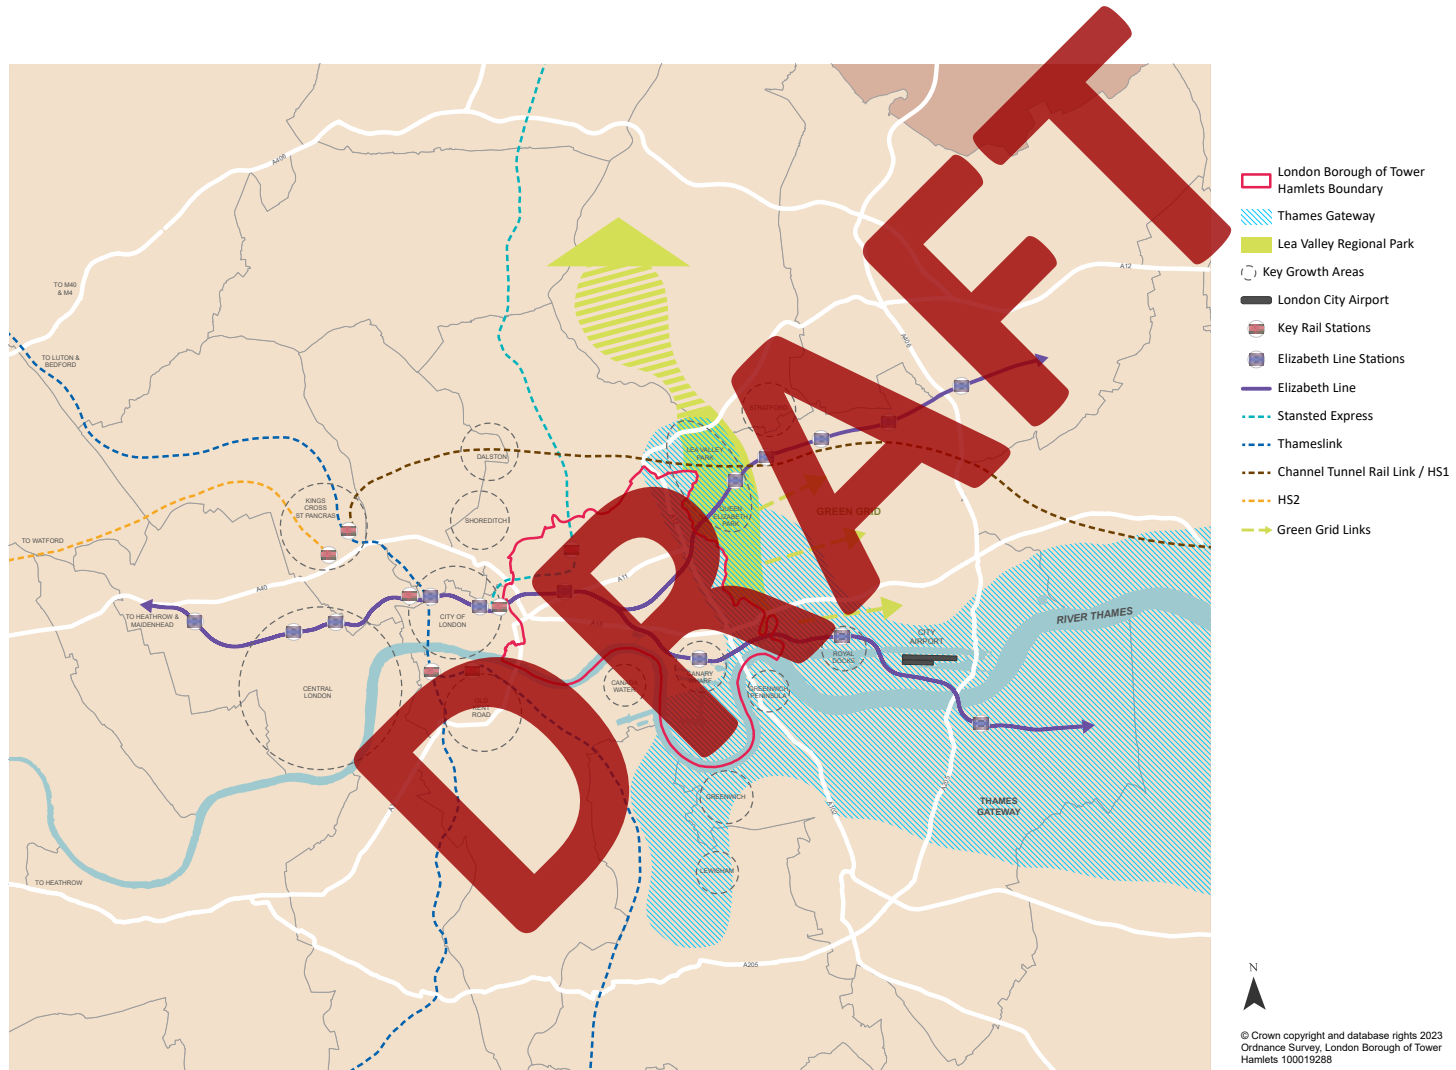 DRAFT
A406
TO M40
& M4
A12
A406
TO LUTON &
BEDFORD
STRATFORD
DALSTON
LEA VALLEY
PARK
KINGS
CROSS
ST PANCRAS
SHOREDITCH
QUEEN
ELIZABETH
PARK
GREEN GRID
TO WATFORD
A40
A11
TO HEATHROW &
MAIDENHEAD
CITY OF
LONDON
A13
RIVER THAMES
CITY
AIRPORT
ROYAL
DOCKS
CENTRAL
LONDON
CANADA
WATER
CANARY
WHARF
GREENWICH
PENINSULA
OLD
KENT
ROAD
GREENWICH
A102
A205
THAMES
GATEWAY
LEWISHAM
TO HEATHROW
A205
London Borough of Tower
Hamlets Boundary
Thames Gateway
Lea Valley Regional Park
Key Growth Areas
London City Airport
Key Rail Stations
Elizabeth Line Stations
Elizabeth Line
Stansted Express
Thameslink
Channel Tunnel Rail Link / HS1
HS2
Green Grid Links
N
© Crown copyright and database rights 2023
Ordnance Survey, London Borough of Tower
Hamlets 100019288